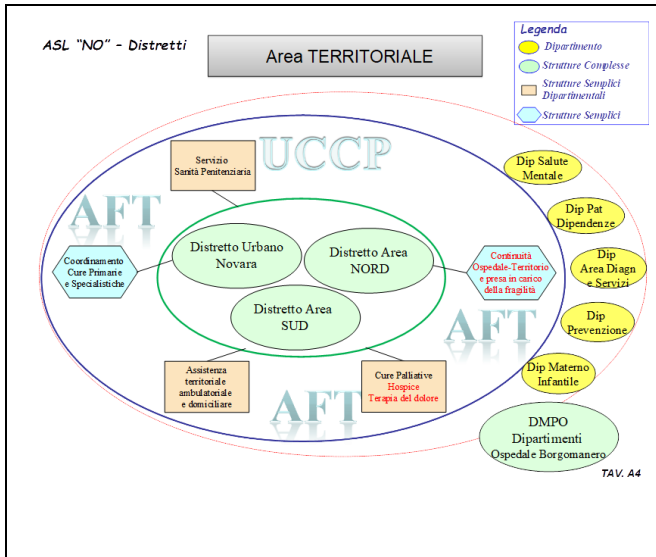 ASL "NO" - Distretti
Area TERRITORIALE
Legenda
Dipartimento
Strutture Complesse
Strutture Semplici
Dipartimentali
Strutture Semplici
UCCP
Servizio
Sanità Penitenziaria
AFT
Dip Salute
Mentale
Dip Pat
Dipendenze
Distretto Urbano
Novara
Distretto Area
NORD
Coordinamento
Cure Primarie
e Specialistiche
Continuità
Ospedale-Territorio
e presa in carico
della fragilità
Dip
Area Diagn
e Servizi
Distretto Area
SUD
AFT
Dip
Prevenzione
Assistenza
territoriale
ambulatoriale
e domiciliare
Cure Palliative
Hospice
Terapia del dolore
AFT
Dip Materno
Infantile
DMPO
Dipartimenti
Ospedale Borgomanero
TAV. A4